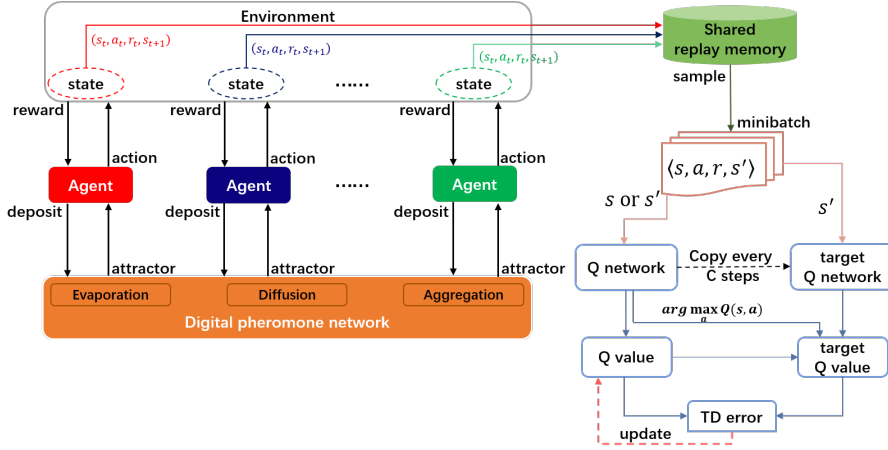 Environment
(s_t, a_t, r_t, s_{t+1})
(s_t, a_t, r_t, s_{t+1})
(s_t, a_t, r_t, s_{t+1})
state
state
......
state
reward
reward
reward
action
action
action
Agent
Agent
......
Agent
deposit
deposit
deposit
attractor
attractor
attractor
Evaporation
Diffusion
Aggregation
Digital pheromone network
Shared
replay memory
sample
minibatch
⟨s, a, r, s′⟩
s or s′
s′
Q network
Copy every
C steps
target
Q network
arg max_a Q(s, a)
Q value
target
Q value
TD error
update